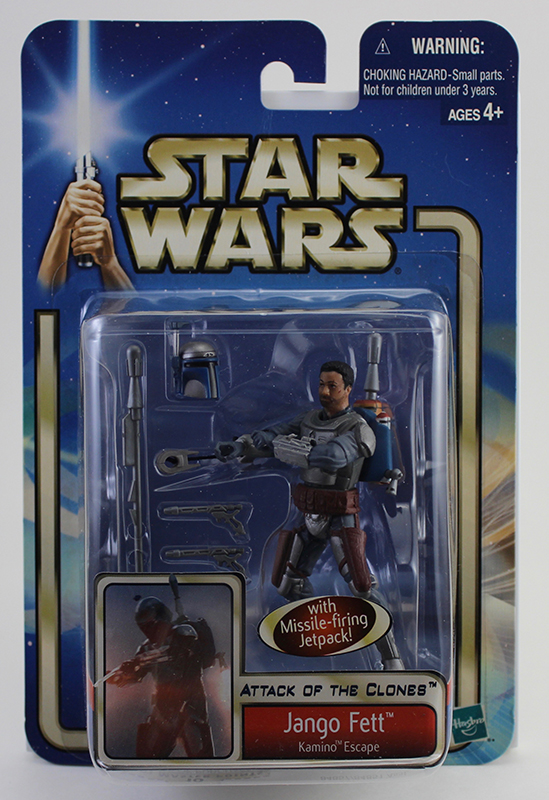 STAR
WARS
WARNING:
CHOKING HAZARD-Small parts.
Not for children under 3 years.
AGES 4+
with
Missile-firing
Jetpack!
ATTACK OF THE CLONES™
Jango Fett™
Kamino™ Escape
Hasbro